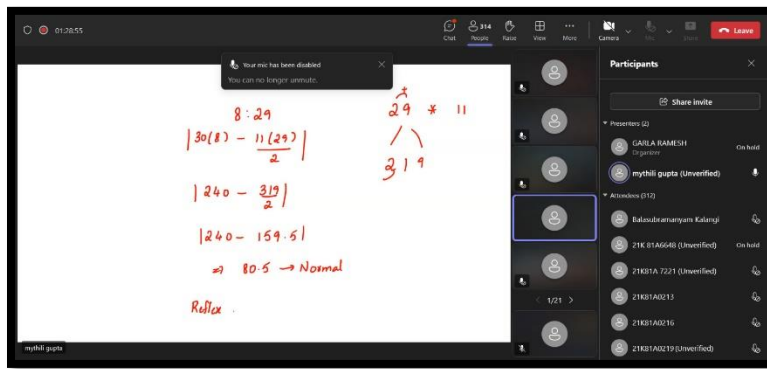 01:28:55
Chat
314
People
Raise
View
More
Camera
Mic
Share
Leave
Your mic has been disabled
You can no longer unmute.
8:29
|30(8) - 11(29)/2|
|240 - 319/2|
|240 - 159.5|
⇒ 80.5 → Normal
Reflex .
+
29 * 11
319
mythili gupta
< 1/21 >
Participants
Share invite
Presenters (2)
GARLA RAMESH
Organizer
On hold
mythili gupta (Unverified)
Attendees (312)
Balasubramanyam Kalangi
21K 81A6648 (Unverified)
On hold
21K81A 7221 (Unverified)
21K81A0213
21K81A0216
21K81A0219 (Unverified)